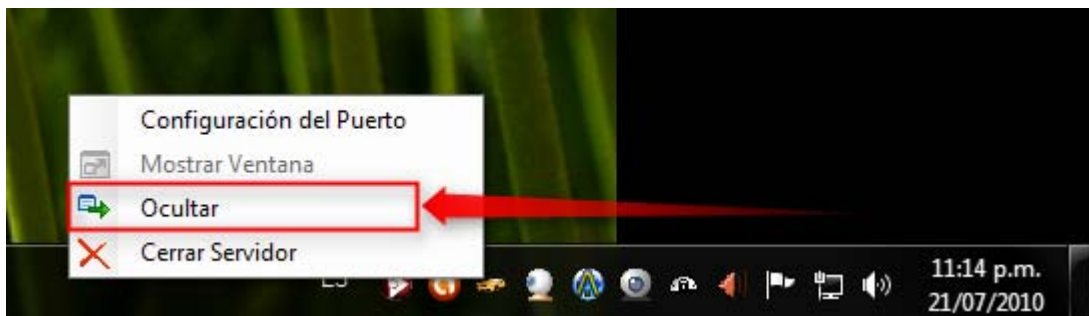 Configuración del Puerto
Mostrar Ventana
Ocultar
Cerrar Servidor
11:14 p.m.
21/07/2010